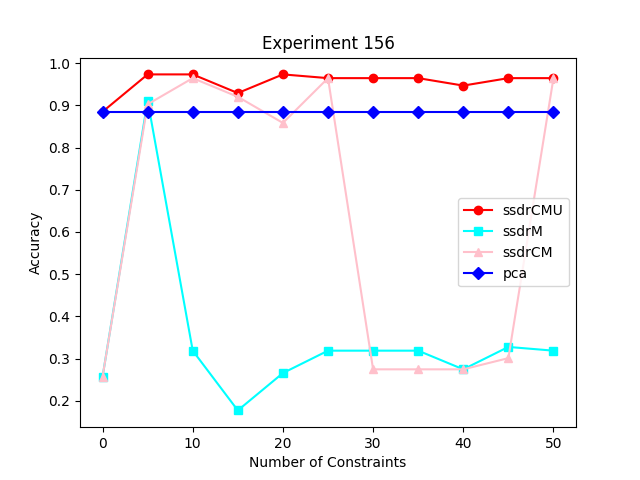 Experiment 156
Accuracy
1.0
0.9
0.8
0.7
0.6
0.5
0.4
0.3
0.2
ssdrCMU
ssdrM
ssdrCM
pca
0 10 20 30 40 50
Number of Constraints